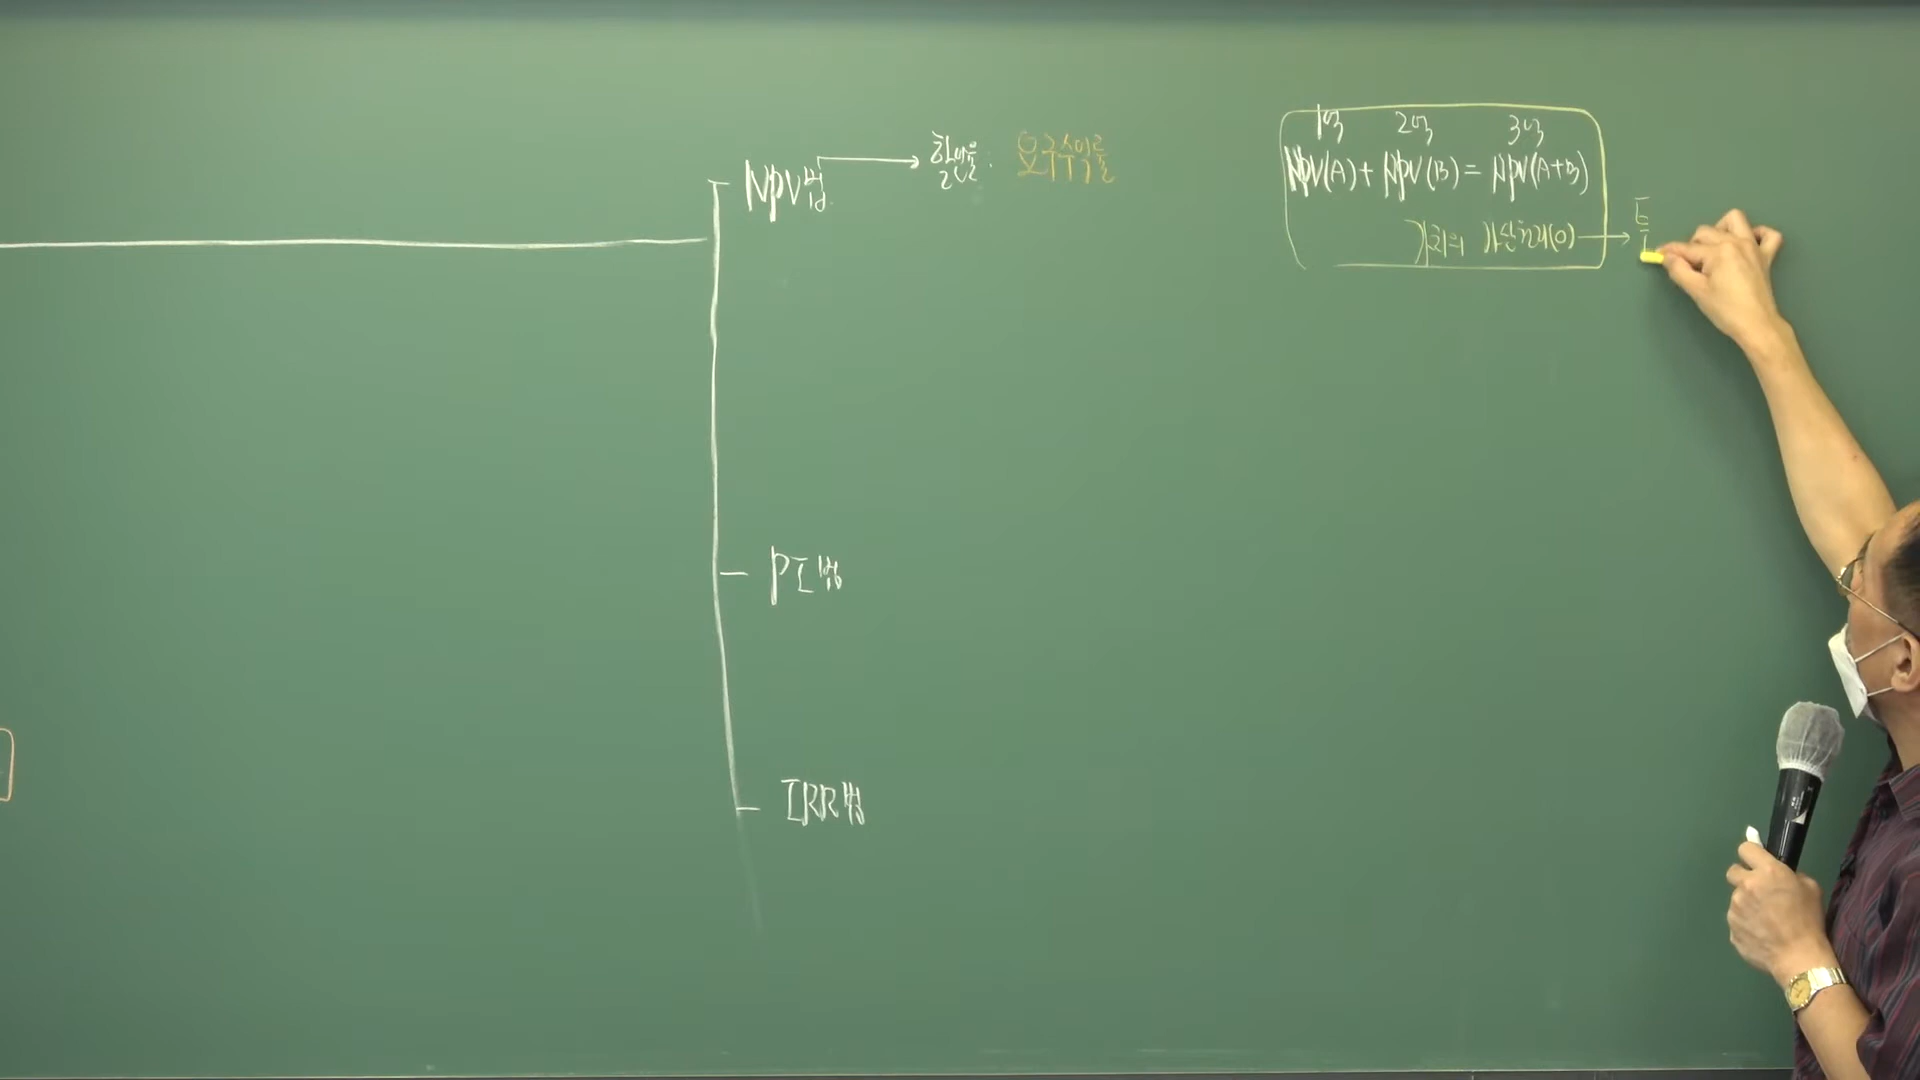 NPV법 → 할인율 : 요구수익률
1억 2억 3억
NPV(A) + NPV(B) = NPV(A+B)
가치의 가산원리(O) →
PI법
IRR법